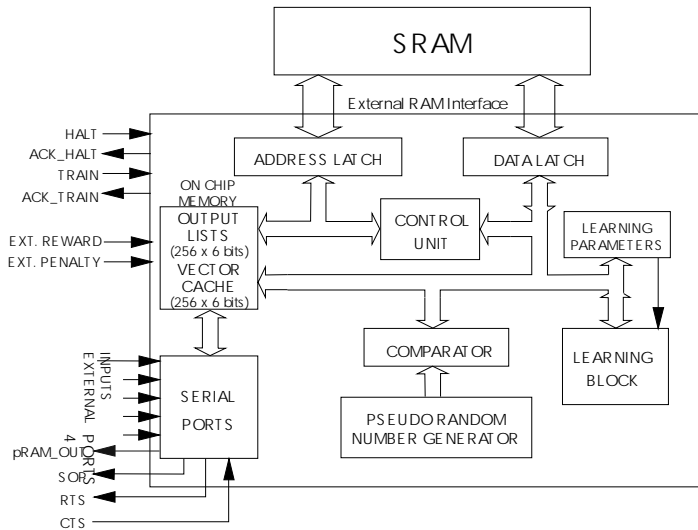 SRAM
External RAM Interface
HALT
ACK_HALT
TRAIN
ACK_TRAIN
ADDRESS LATCH
DATA LATCH
ON CHIP
MEMORY
OUTPUT
LISTS
(256 x 6 bits)
VECTOR
CACHE
(256 x 6 bits)
CONTROL
UNIT
LEARNING
PARAMETERS
EXT. REWARD
EXT. PENALTY
COMPARATOR
LEARNING
BLOCK
INPUTS
EXTERNAL
4 PORTS
SERIAL
PORTS
PSEUDO RANDOM
NUMBER GENERATOR
pRAM_OUT
SOP
RTS
CTS